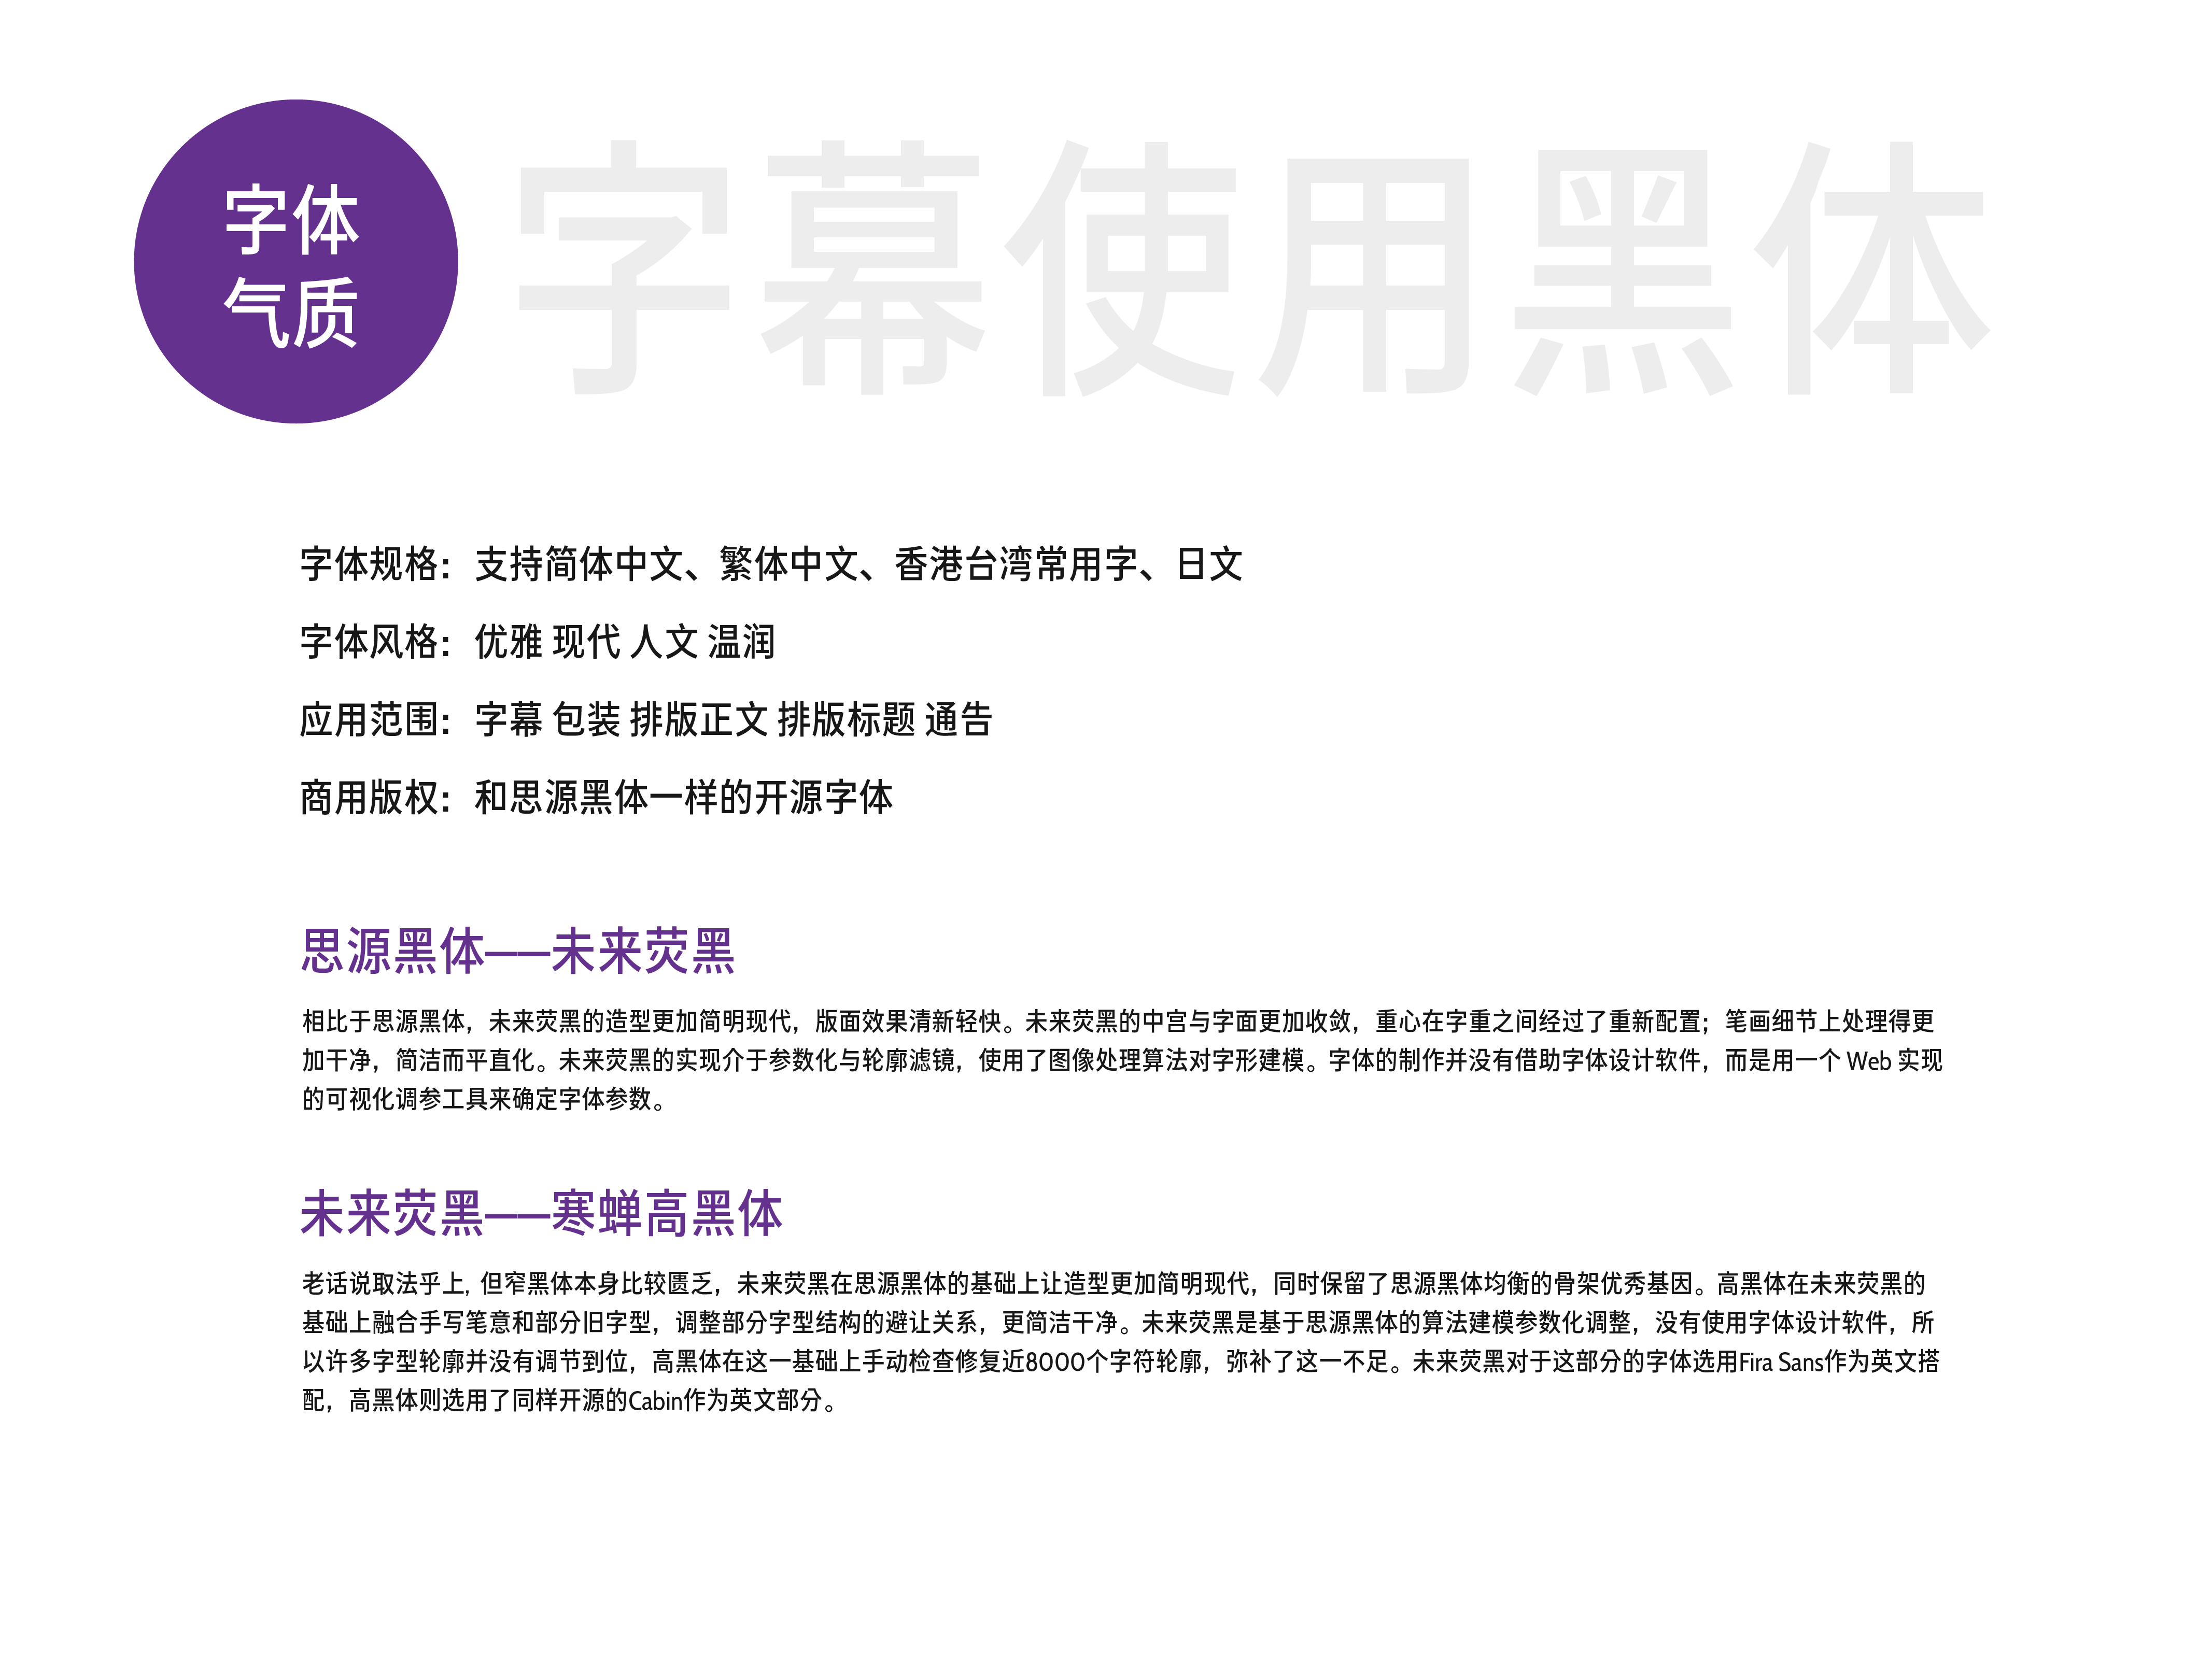 字体
气质
字幕使用黑体
字体规格：支持简体中文、繁体中文、香港台湾常用字、日文
字体风格：优雅 现代 人文 温润
应用范围：字幕 包装 排版正文 排版标题 通告
商用版权：和思源黑体一样的开源字体
思源黑体——未来荧黑
相比于思源黑体，未来荧黑的造型更加简明现代，版面效果清新轻快。未来荧黑的中宫与字面更加收敛，重心在字重之间经过了重新配置；笔画细节上处理得更
加干净，简洁而平直化。未来荧黑的实现介于参数化与轮廓滤镜，使用了图像处理算法对字形建模。字体的制作并没有借助字体设计软件，而是用一个 Web 实现
的可视化调参工具来确定字体参数。
未来荧黑——寒蝉高黑体
老话说取法乎上, 但窄黑体本身比较匮乏，未来荧黑在思源黑体的基础上让造型更加简明现代，同时保留了思源黑体均衡的骨架优秀基因。高黑体在未来荧黑的
基础上融合手写笔意和部分旧字型，调整部分字型结构的避让关系，更简洁干净。未来荧黑是基于思源黑体的算法建模参数化调整，没有使用字体设计软件，所
以许多字型轮廓并没有调节到位，高黑体在这一基础上手动检查修复近8000个字符轮廓，弥补了这一不足。未来荧黑对于这部分的字体选用Fira Sans作为英文搭
配，高黑体则选用了同样开源的Cabin作为英文部分。